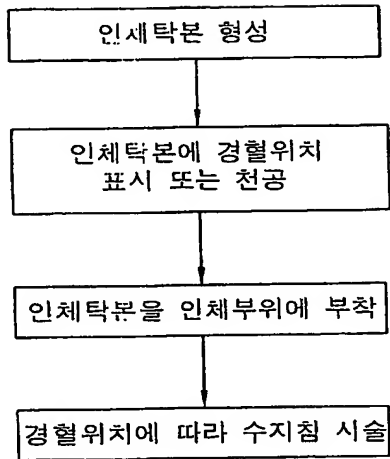 인체탁본 형성
인체탁본에 경혈위치
표시 또는 천공
인체탁본을 인체부위에 부착
경혈위치에 따라 수지침 시술